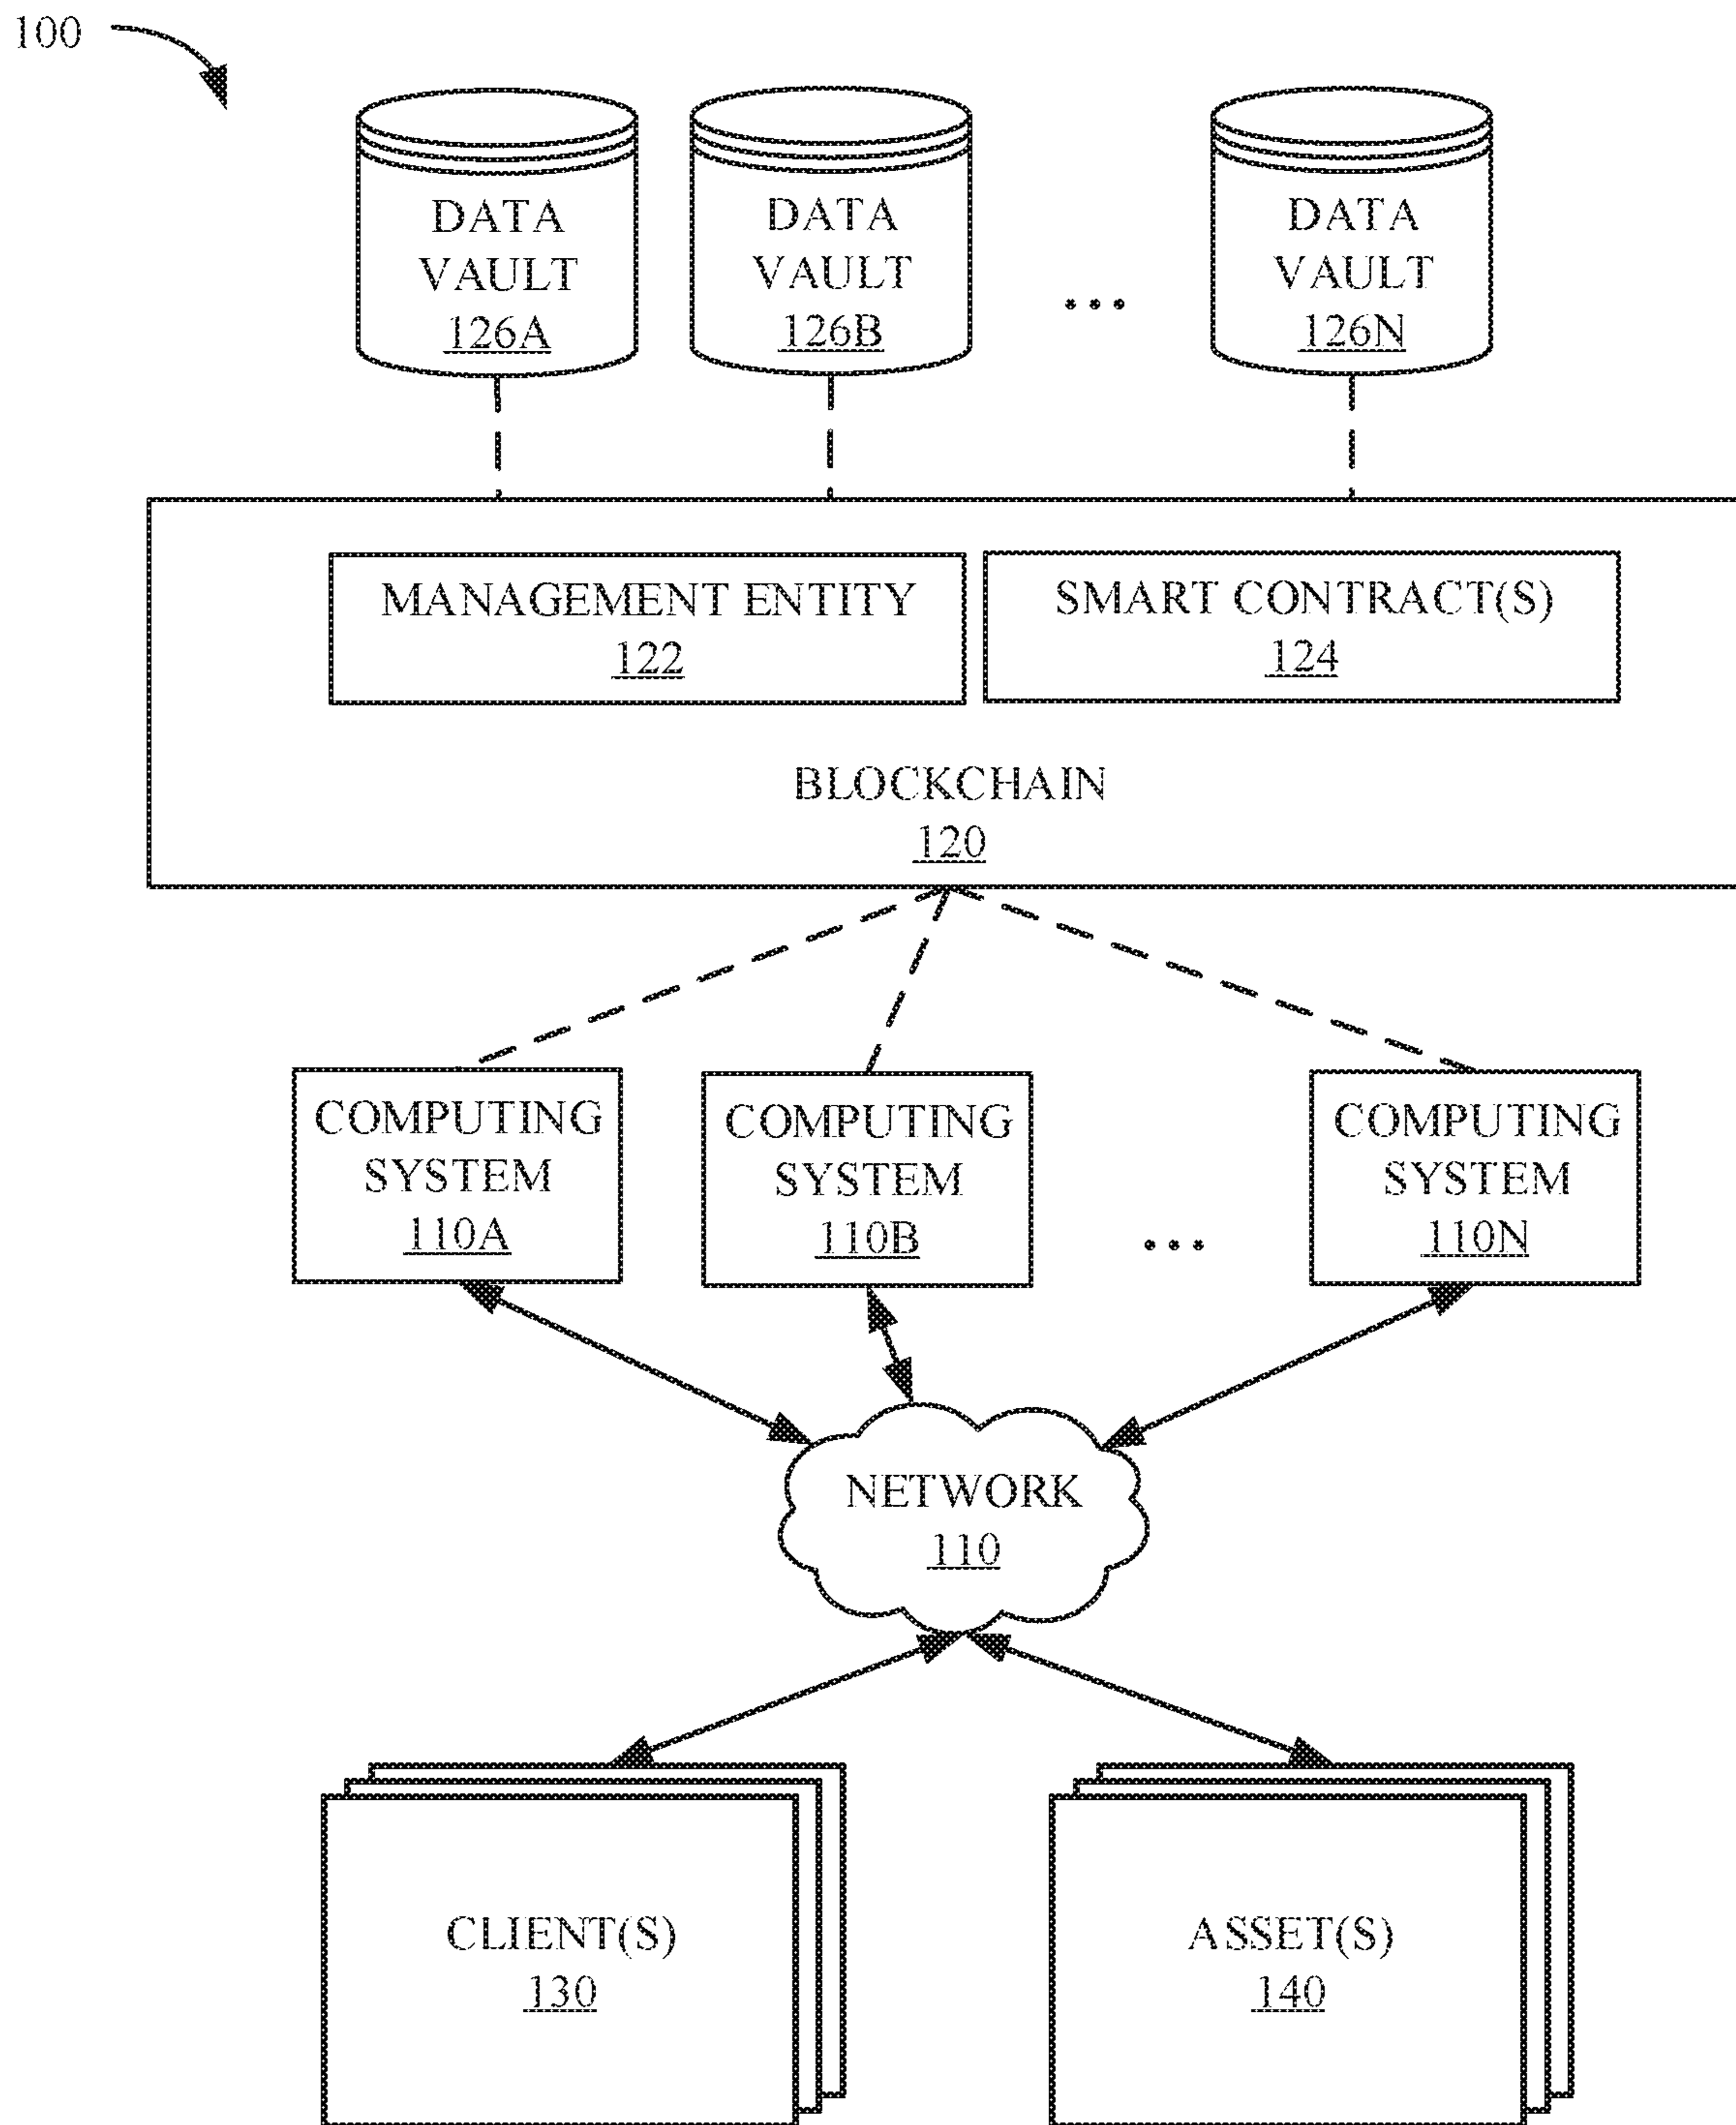 100
DATA
VAULT
126A
DATA
VAULT
126B
...
DATA
VAULT
126N
MANAGEMENT ENTITY
122
SMART CONTRACT(S)
124
BLOCKCHAIN
120
COMPUTING
SYSTEM
110A
COMPUTING
SYSTEM
110B
...
COMPUTING
SYSTEM
110N
NETWORK
110
CLIENT(S)
130
ASSET(S)
140